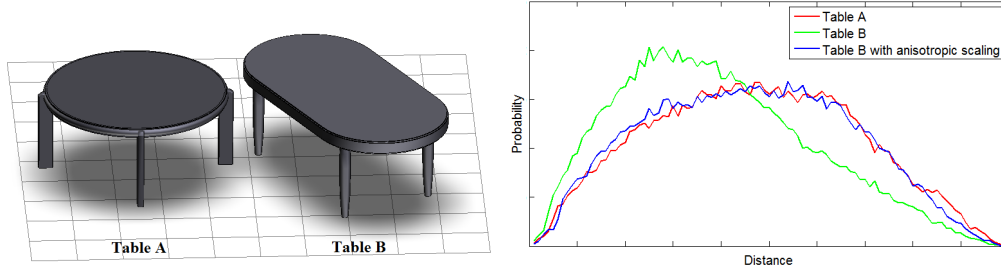 Table A
Table B
Probability
Table A
Table B
Table B with anisotropic scaling
Distance